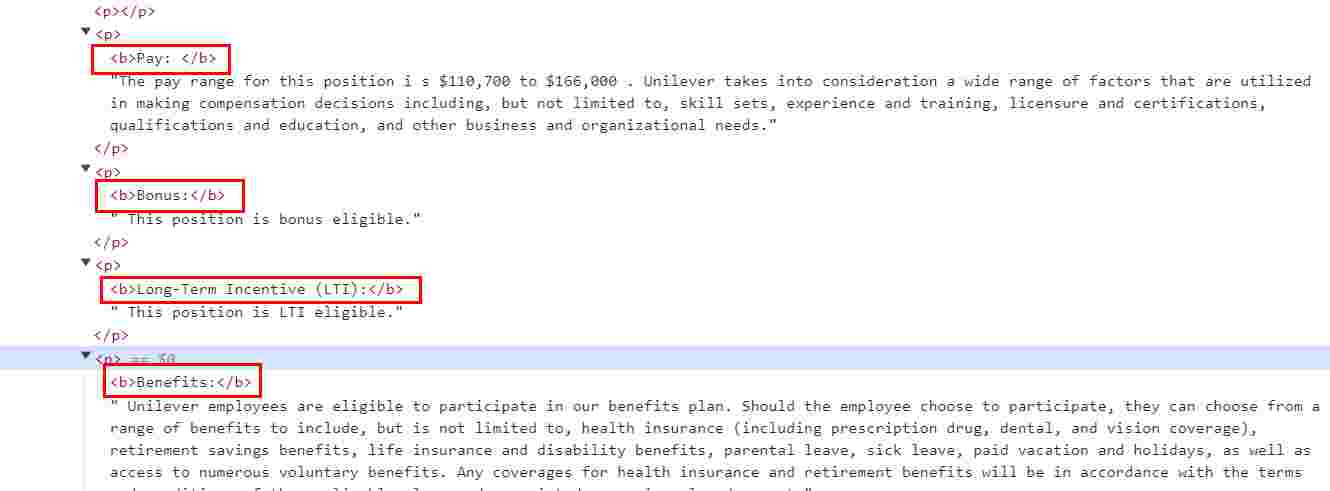 <p></p>
<p>
<b>Pay: </b>
"The pay range for this position i s $110,700 to $166,000 . Unilever takes into consideration a wide range of factors that are utilized
in making compensation decisions including, but not limited to, skill sets, experience and training, licensure and certifications,
qualifications and education, and other business and organizational needs."
</p>
<p>
<b>Bonus:</b>
" This position is bonus eligible."
</p>
<p>
<b>Long-Term Incentive (LTI):</b>
" This position is LTI eligible."
</p>
<p> == $0
<b>Benefits:</b>
" Unilever employees are eligible to participate in our benefits plan. Should the employee choose to participate, they can choose from a
range of benefits to include, but is not limited to, health insurance (including prescription drug, dental, and vision coverage),
retirement savings benefits, life insurance and disability benefits, parental leave, sick leave, paid vacation and holidays, as well as
access to numerous voluntary benefits. Any coverages for health insurance and retirement benefits will be in accordance with the terms